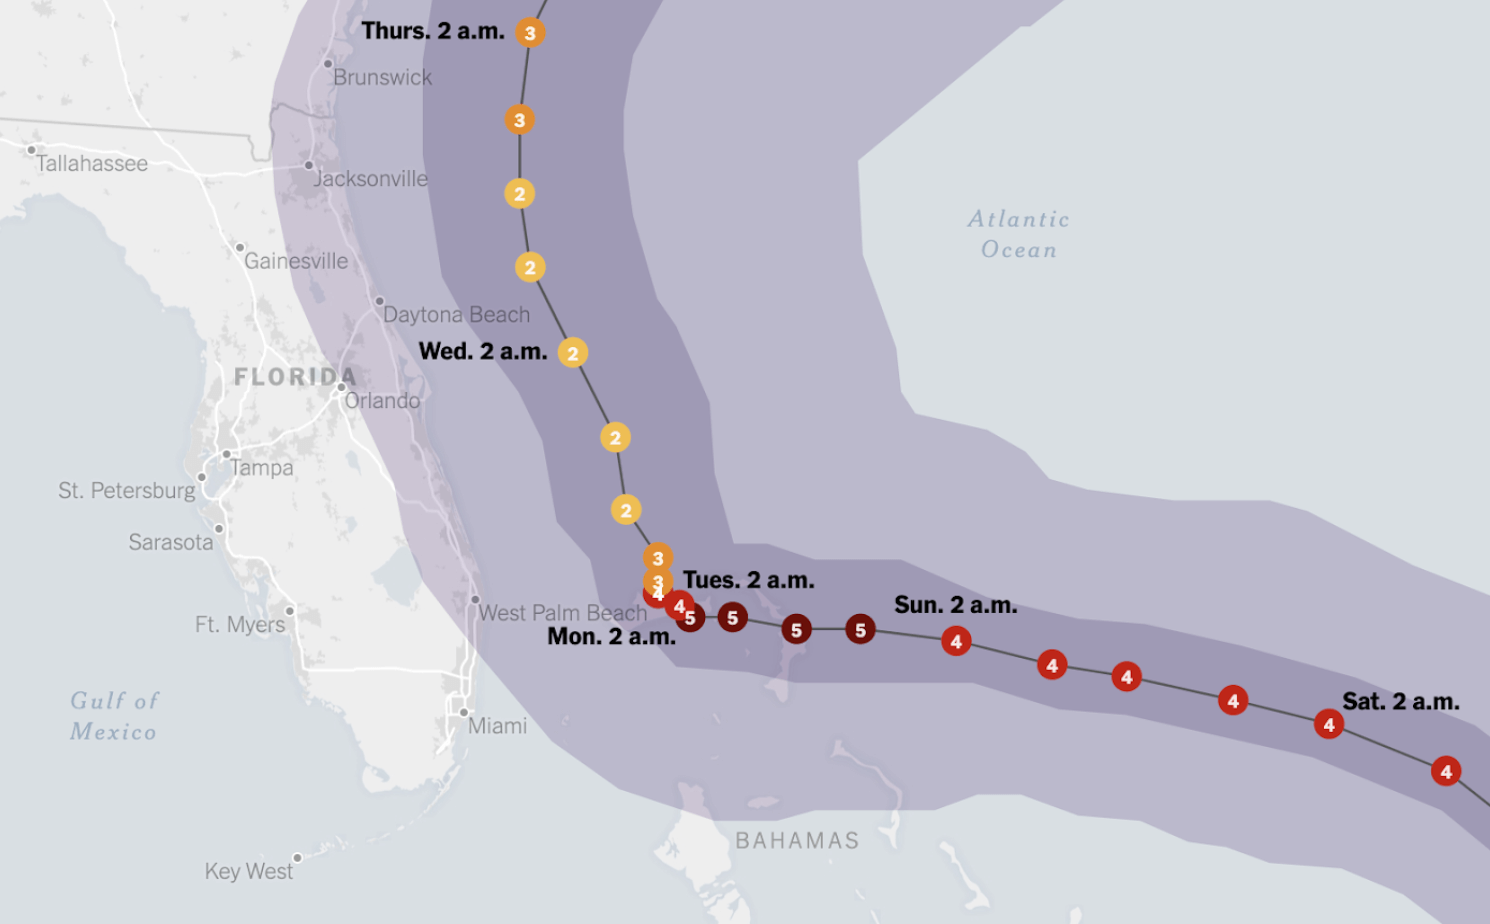 Thurs. 2 a.m.
3
Brunswick
3
Tallahassee
Jacksonville
2
Atlantic
Ocean
Gainesville
2
Daytona Beach
Wed. 2 a.m.
2
FLORIDA
Orlando
2
Tampa
St. Petersburg
2
Sarasota
3
3
Tues. 2 a.m.
4
4
Ft. Myers
West Palm Beach
5
5
5
5
Sun. 2 a.m.
Mon. 2 a.m.
4
4
4
Gulf of
Mexico
4
Sat. 2 a.m.
4
Miami
4
BAHAMAS
Key West